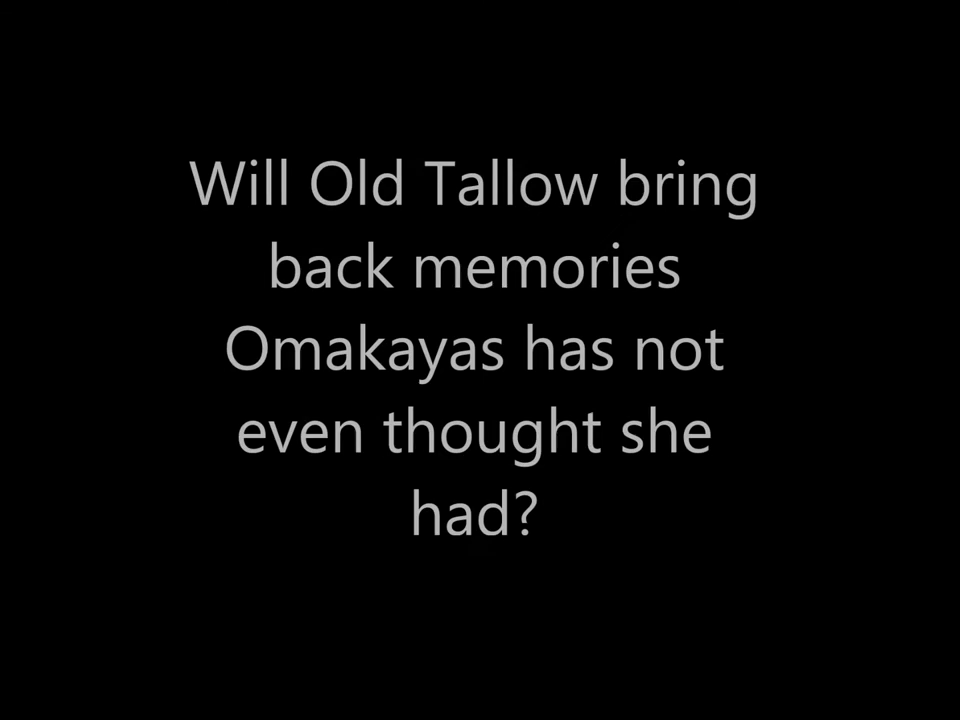 Will Old Tallow bring
back memories
Omakayas has not
even thought she
had?